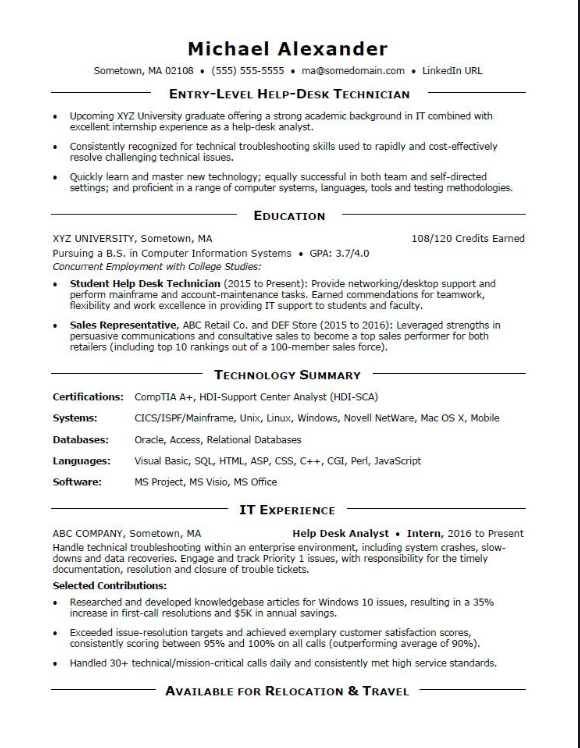 Michael Alexander
Sometown, MA 02108 • (555) 555-5555 • ma@somedomain.com • LinkedIn URL
ENTRY-LEVEL HELP-DESK TECHNICIAN
• Upcoming XYZ University graduate offering a strong academic background in IT combined with
excellent internship experience as a help-desk analyst.
• Consistently recognized for technical troubleshooting skills used to rapidly and cost-effectively
resolve challenging technical issues.
• Quickly learn and master new technology; equally successful in both team and self-directed
settings; and proficient in a range of computer systems, languages, tools and testing methodologies.
EDUCATION
XYZ UNIVERSITY, Sometown, MA 108/120 Credits Earned
Pursuing a B.S. in Computer Information Systems • GPA: 3.7/4.0
Concurrent Employment with College Studies:
• Student Help Desk Technician (2015 to Present): Provide networking/desktop support and
perform mainframe and account-maintenance tasks. Earned commendations for teamwork,
flexibility and work excellence in providing IT support to students and faculty.
• Sales Representative, ABC Retail Co. and DEF Store (2015 to 2016): Leveraged strengths in
persuasive communications and consultative sales to become a top sales performer for both
retailers (including top 10 rankings out of a 100-member sales force).
TECHNOLOGY SUMMARY
Certifications: CompTIA A+, HDI-Support Center Analyst (HDI-SCA)
Systems: CICS/ISPF/Mainframe, Unix, Linux, Windows, Novell NetWare, Mac OS X, Mobile
Databases: Oracle, Access, Relational Databases
Languages: Visual Basic, SQL, HTML, ASP, CSS, C++, CGI, Perl, JavaScript
Software: MS Project, MS Visio, MS Office
IT EXPERIENCE
ABC COMPANY, Sometown, MA Help Desk Analyst • Intern, 2016 to Present
Handle technical troubleshooting within an enterprise environment, including system crashes, slow-
downs and data recoveries. Engage and track Priority 1 issues, with responsibility for the timely
documentation, resolution and closure of trouble tickets.
Selected Contributions:
• Researched and developed knowledgebase articles for Windows 10 issues, resulting in a 35%
increase in first-call resolutions and $5K in annual savings.
• Exceeded issue-resolution targets and achieved exemplary customer satisfaction scores,
consistently scoring between 95% and 100% on all calls (outperforming average of 90%).
• Handled 30+ technical/mission-critical calls daily and consistently met high service standards.
AVAILABLE FOR RELOCATION & TRAVEL